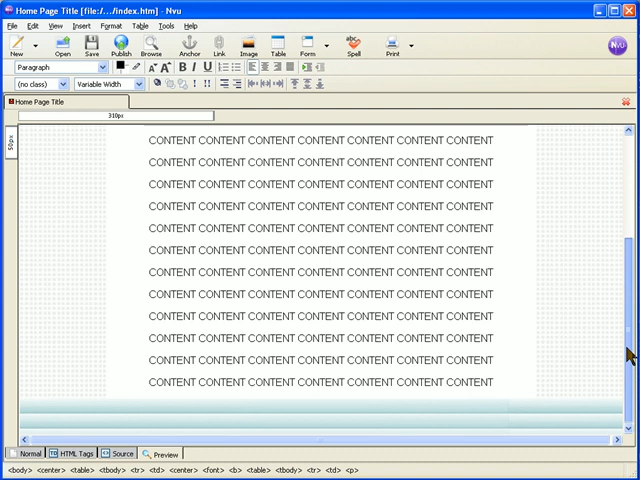 Home Page Title [file:/.../index.htm] - Nvu
File Edit View Insert Format Table Tools Help
New Open Save Publish Browse Anchor Link Image Table Form Spell Print NVU
Paragraph B I U
(no class) Variable Width
Home Page Title
310px
50px
CONTENT CONTENT CONTENT CONTENT CONTENT CONTENT CONTENT
CONTENT CONTENT CONTENT CONTENT CONTENT CONTENT CONTENT
CONTENT CONTENT CONTENT CONTENT CONTENT CONTENT CONTENT
CONTENT CONTENT CONTENT CONTENT CONTENT CONTENT CONTENT
CONTENT CONTENT CONTENT CONTENT CONTENT CONTENT CONTENT
CONTENT CONTENT CONTENT CONTENT CONTENT CONTENT CONTENT
CONTENT CONTENT CONTENT CONTENT CONTENT CONTENT CONTENT
CONTENT CONTENT CONTENT CONTENT CONTENT CONTENT CONTENT
CONTENT CONTENT CONTENT CONTENT CONTENT CONTENT CONTENT
CONTENT CONTENT CONTENT CONTENT CONTENT CONTENT CONTENT
CONTENT CONTENT CONTENT CONTENT CONTENT CONTENT CONTENT
CONTENT CONTENT CONTENT CONTENT CONTENT CONTENT CONTENT
Normal HTML Tags Source Preview
<body> <center> <table> <tbody> <tr> <td> <center> <font> <b> <table> <tbody> <tr> <td> <p>